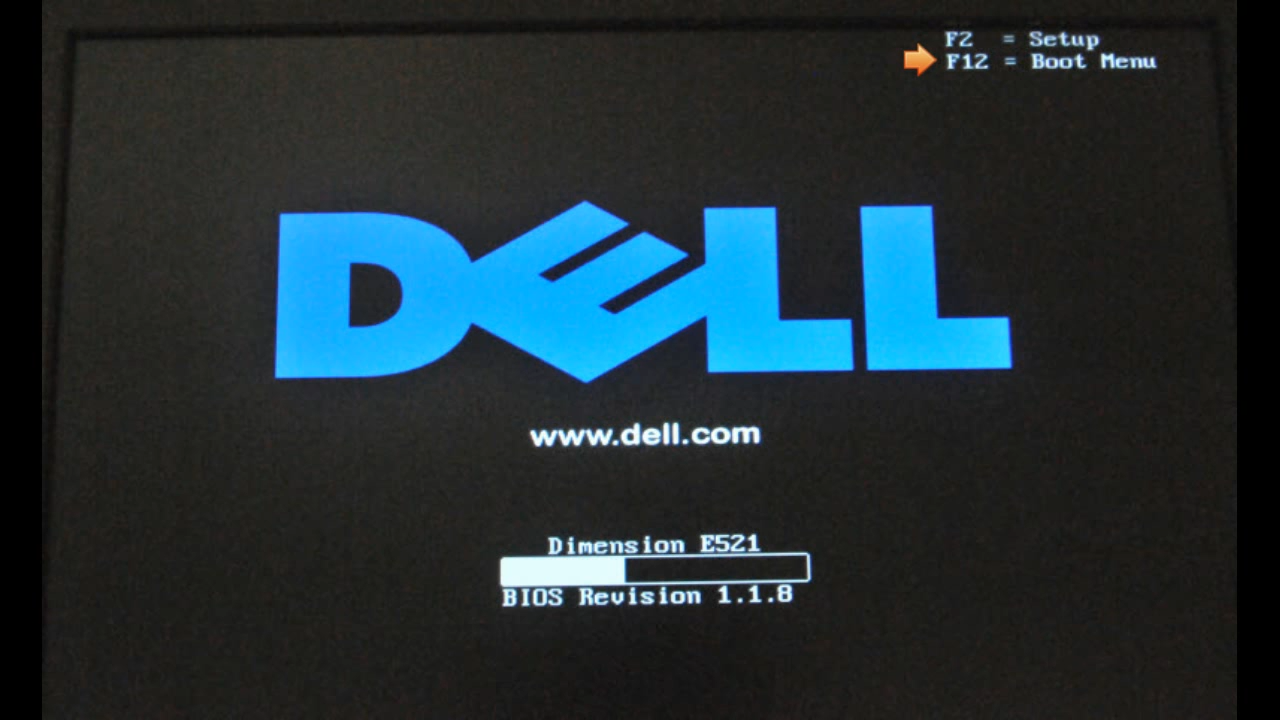 F2 = Setup
F12 = Boot Menu
DELL
www.dell.com
Dimension E521
BIOS Revision 1.1.8